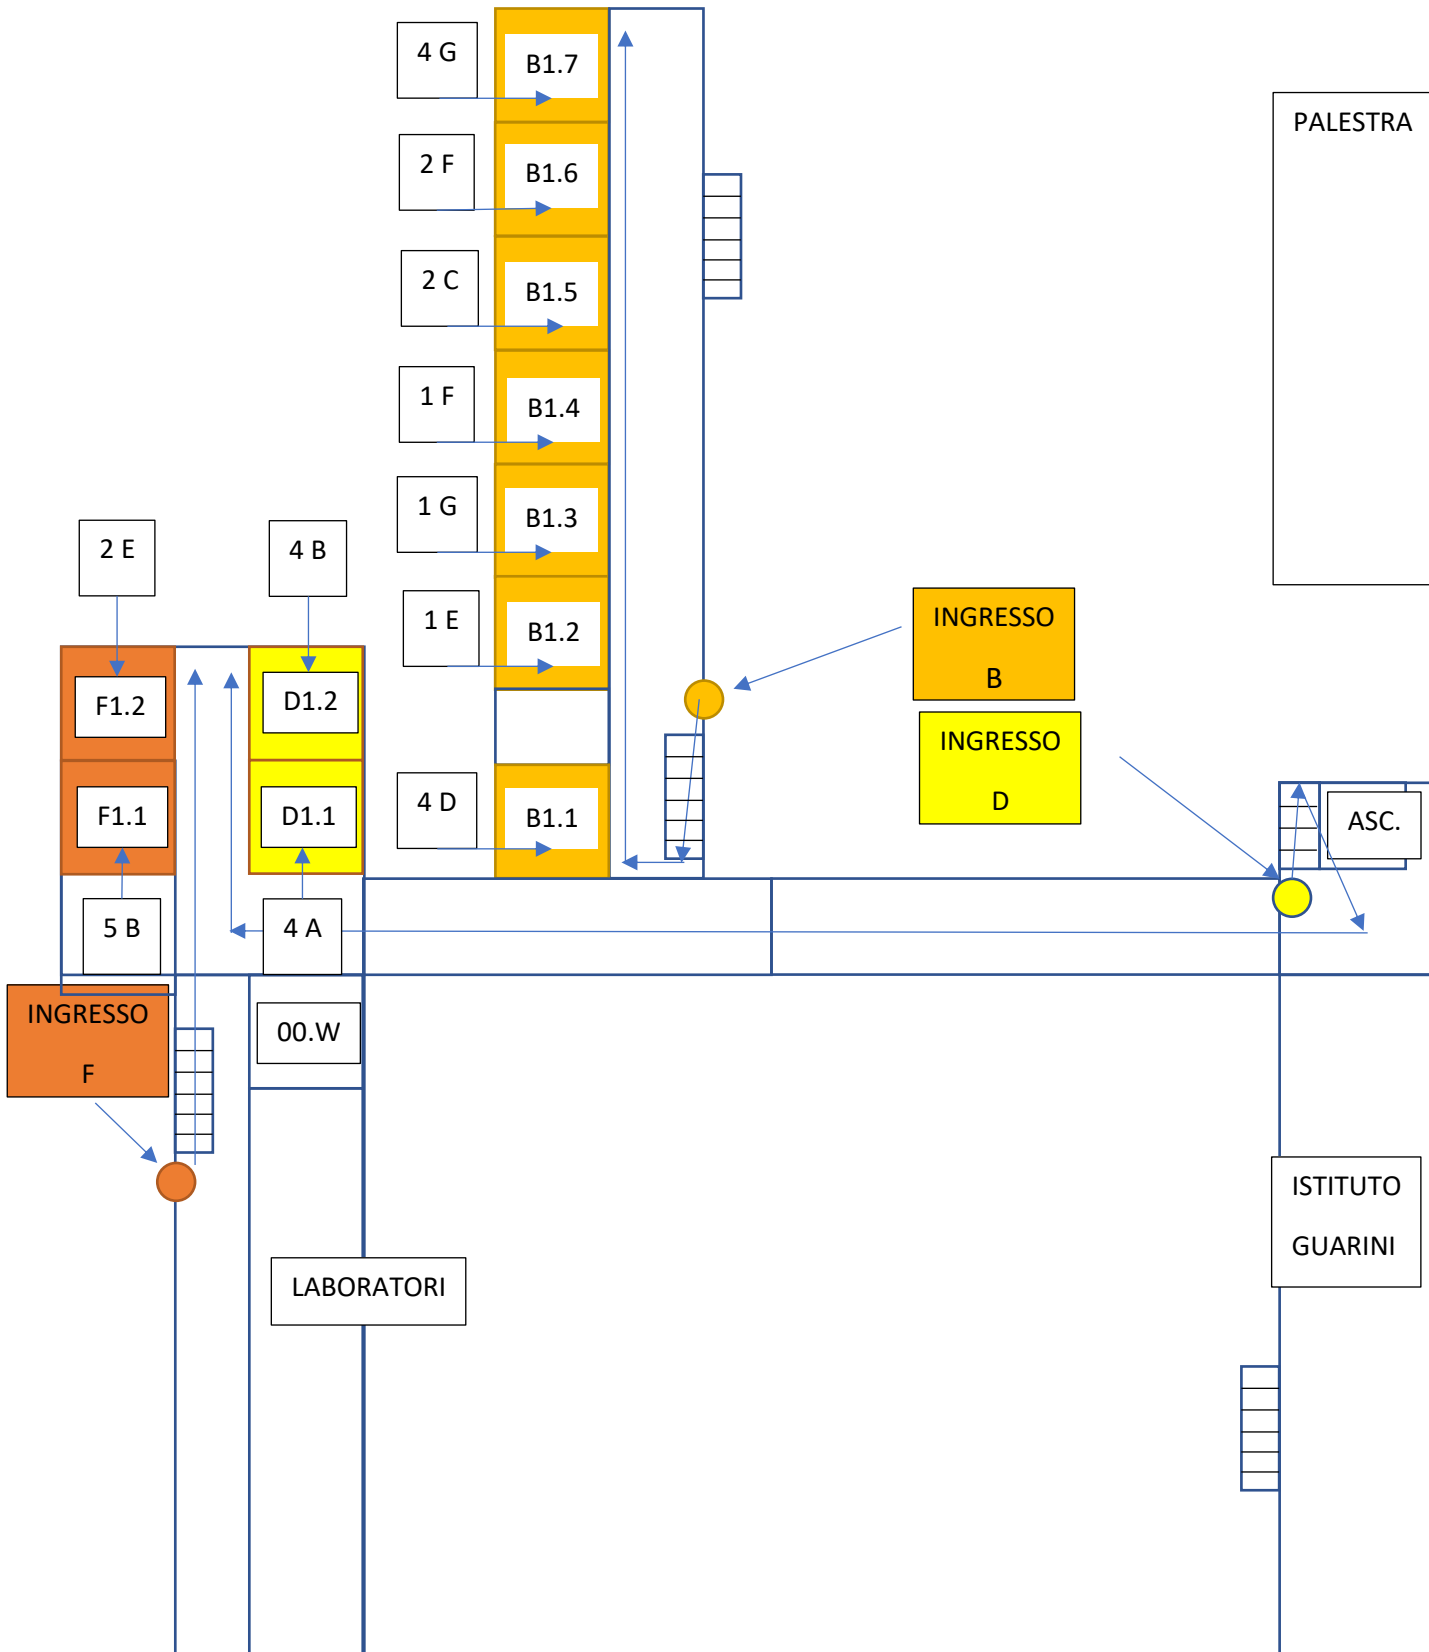 4 G
B1.7
PALESTRA
2 F
B1.6
2 C
B1.5
1 F
B1.4
1 G
B1.3
2 E
4 B
1 E
B1.2
INGRESSO
B
F1.2
D1.2
INGRESSO
D
4 D
B1.1
F1.1
D1.1
ASC.
5 B
4 A
INGRESSO
F
00.W
ISTITUTO
GUARINI
LABORATORI